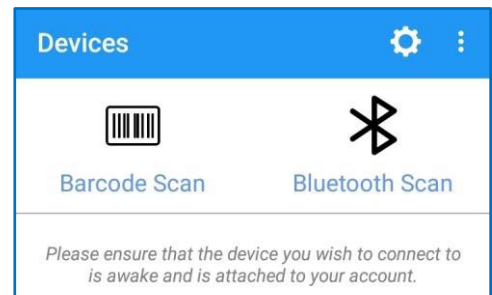 Devices
Barcode Scan
Bluetooth Scan
Please ensure that the device you wish to connect to
is awake and is attached to your account.